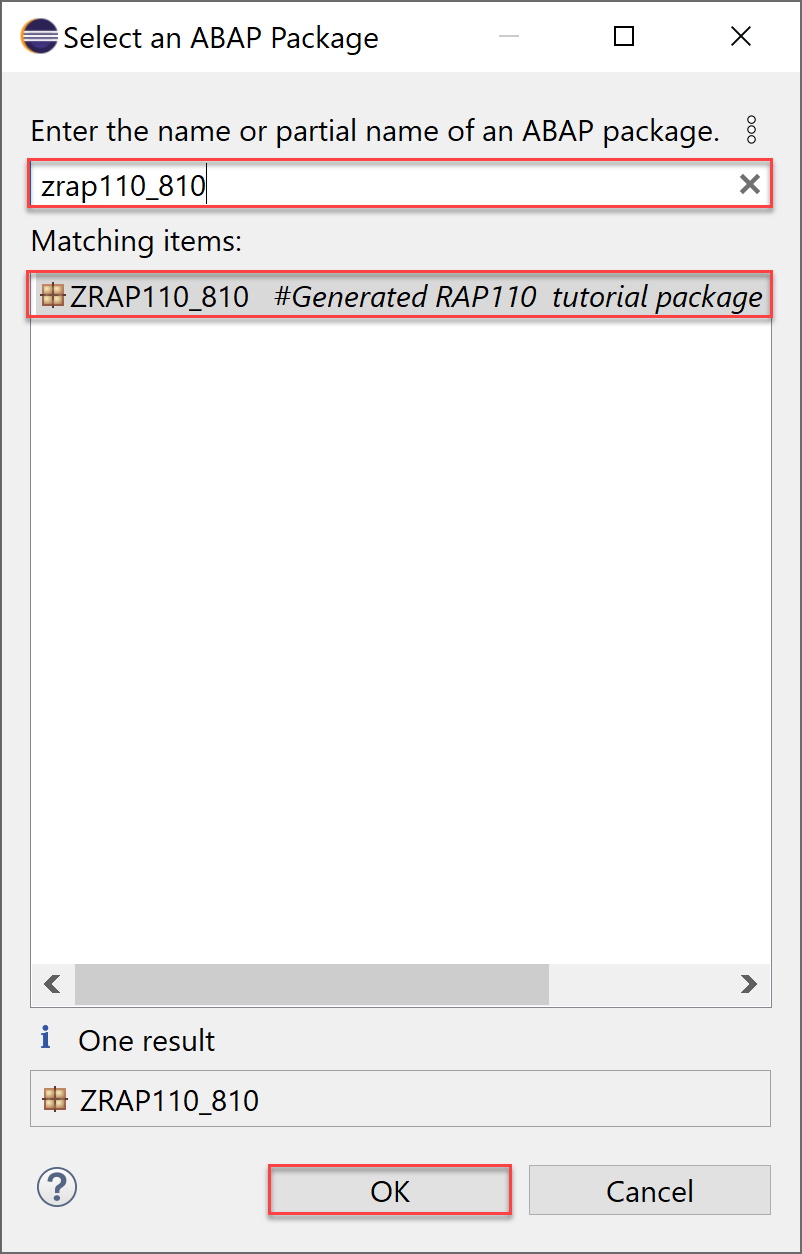 Select an ABAP Package
Enter the name or partial name of an ABAP package.
zrap110_810
Matching items:
ZRAP110_810 #Generated RAP110 tutorial package
One result
ZRAP110_810
OK
Cancel